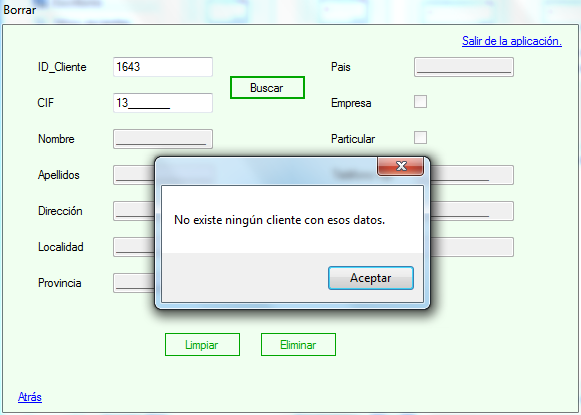 Borrar
Salir de la aplicación.
ID_Cliente 1643 Pais
Buscar
CIF 13_______ Empresa
Nombre Particular
Apellidos
Dirección
No existe ningún cliente con esos datos.
Localidad
Aceptar
Provincia
Limpiar Eliminar
Atrás